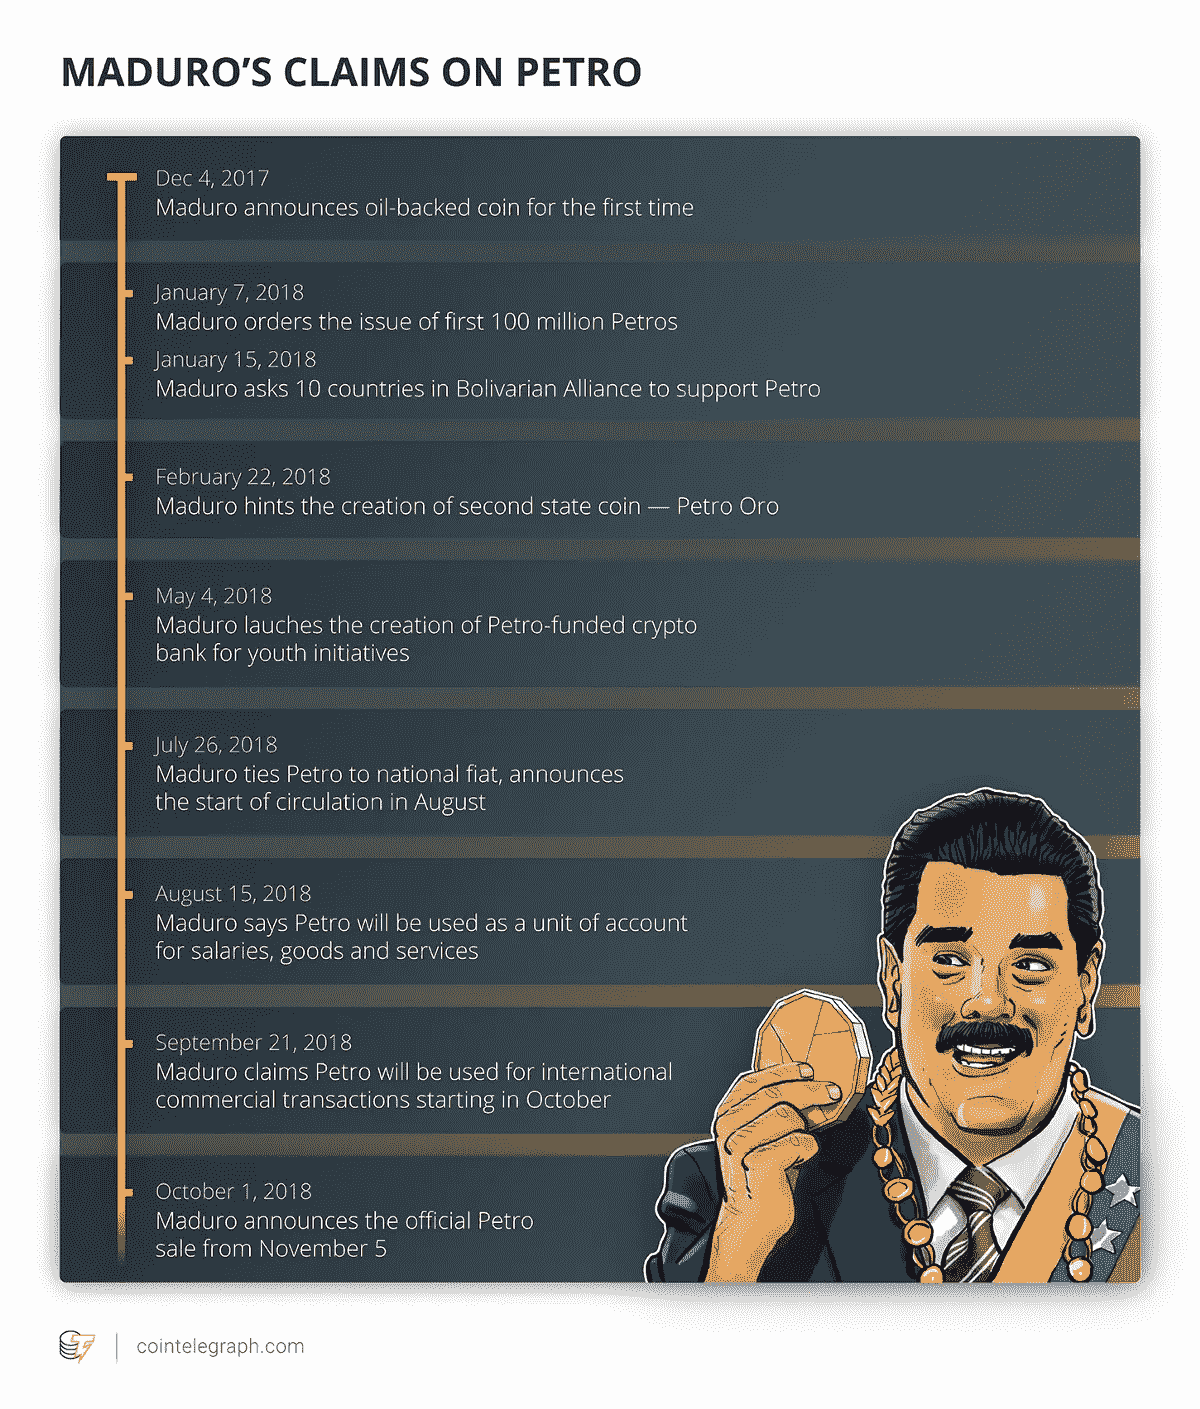 MADURO’S CLAIMS ON PETRO
Dec 4, 2017
Maduro announces oil-backed coin for the first time
January 7, 2018
Maduro orders the issue of first 100 million Petros
January 15, 2018
Maduro asks 10 countries in Bolivarian Alliance to support Petro
February 22, 2018
Maduro hints the creation of second state coin — Petro Oro
May 4, 2018
Maduro lauches the creation of Petro-funded crypto
bank for youth initiatives
July 26, 2018
Maduro ties Petro to national fiat, announces
the start of circulation in August
August 15, 2018
Maduro says Petro will be used as a unit of account
for salaries, goods and services
September 21, 2018
Maduro claims Petro will be used for international
commercial transactions starting in October
October 1, 2018
Maduro announces the official Petro
sale from November 5
cointelegraph.com